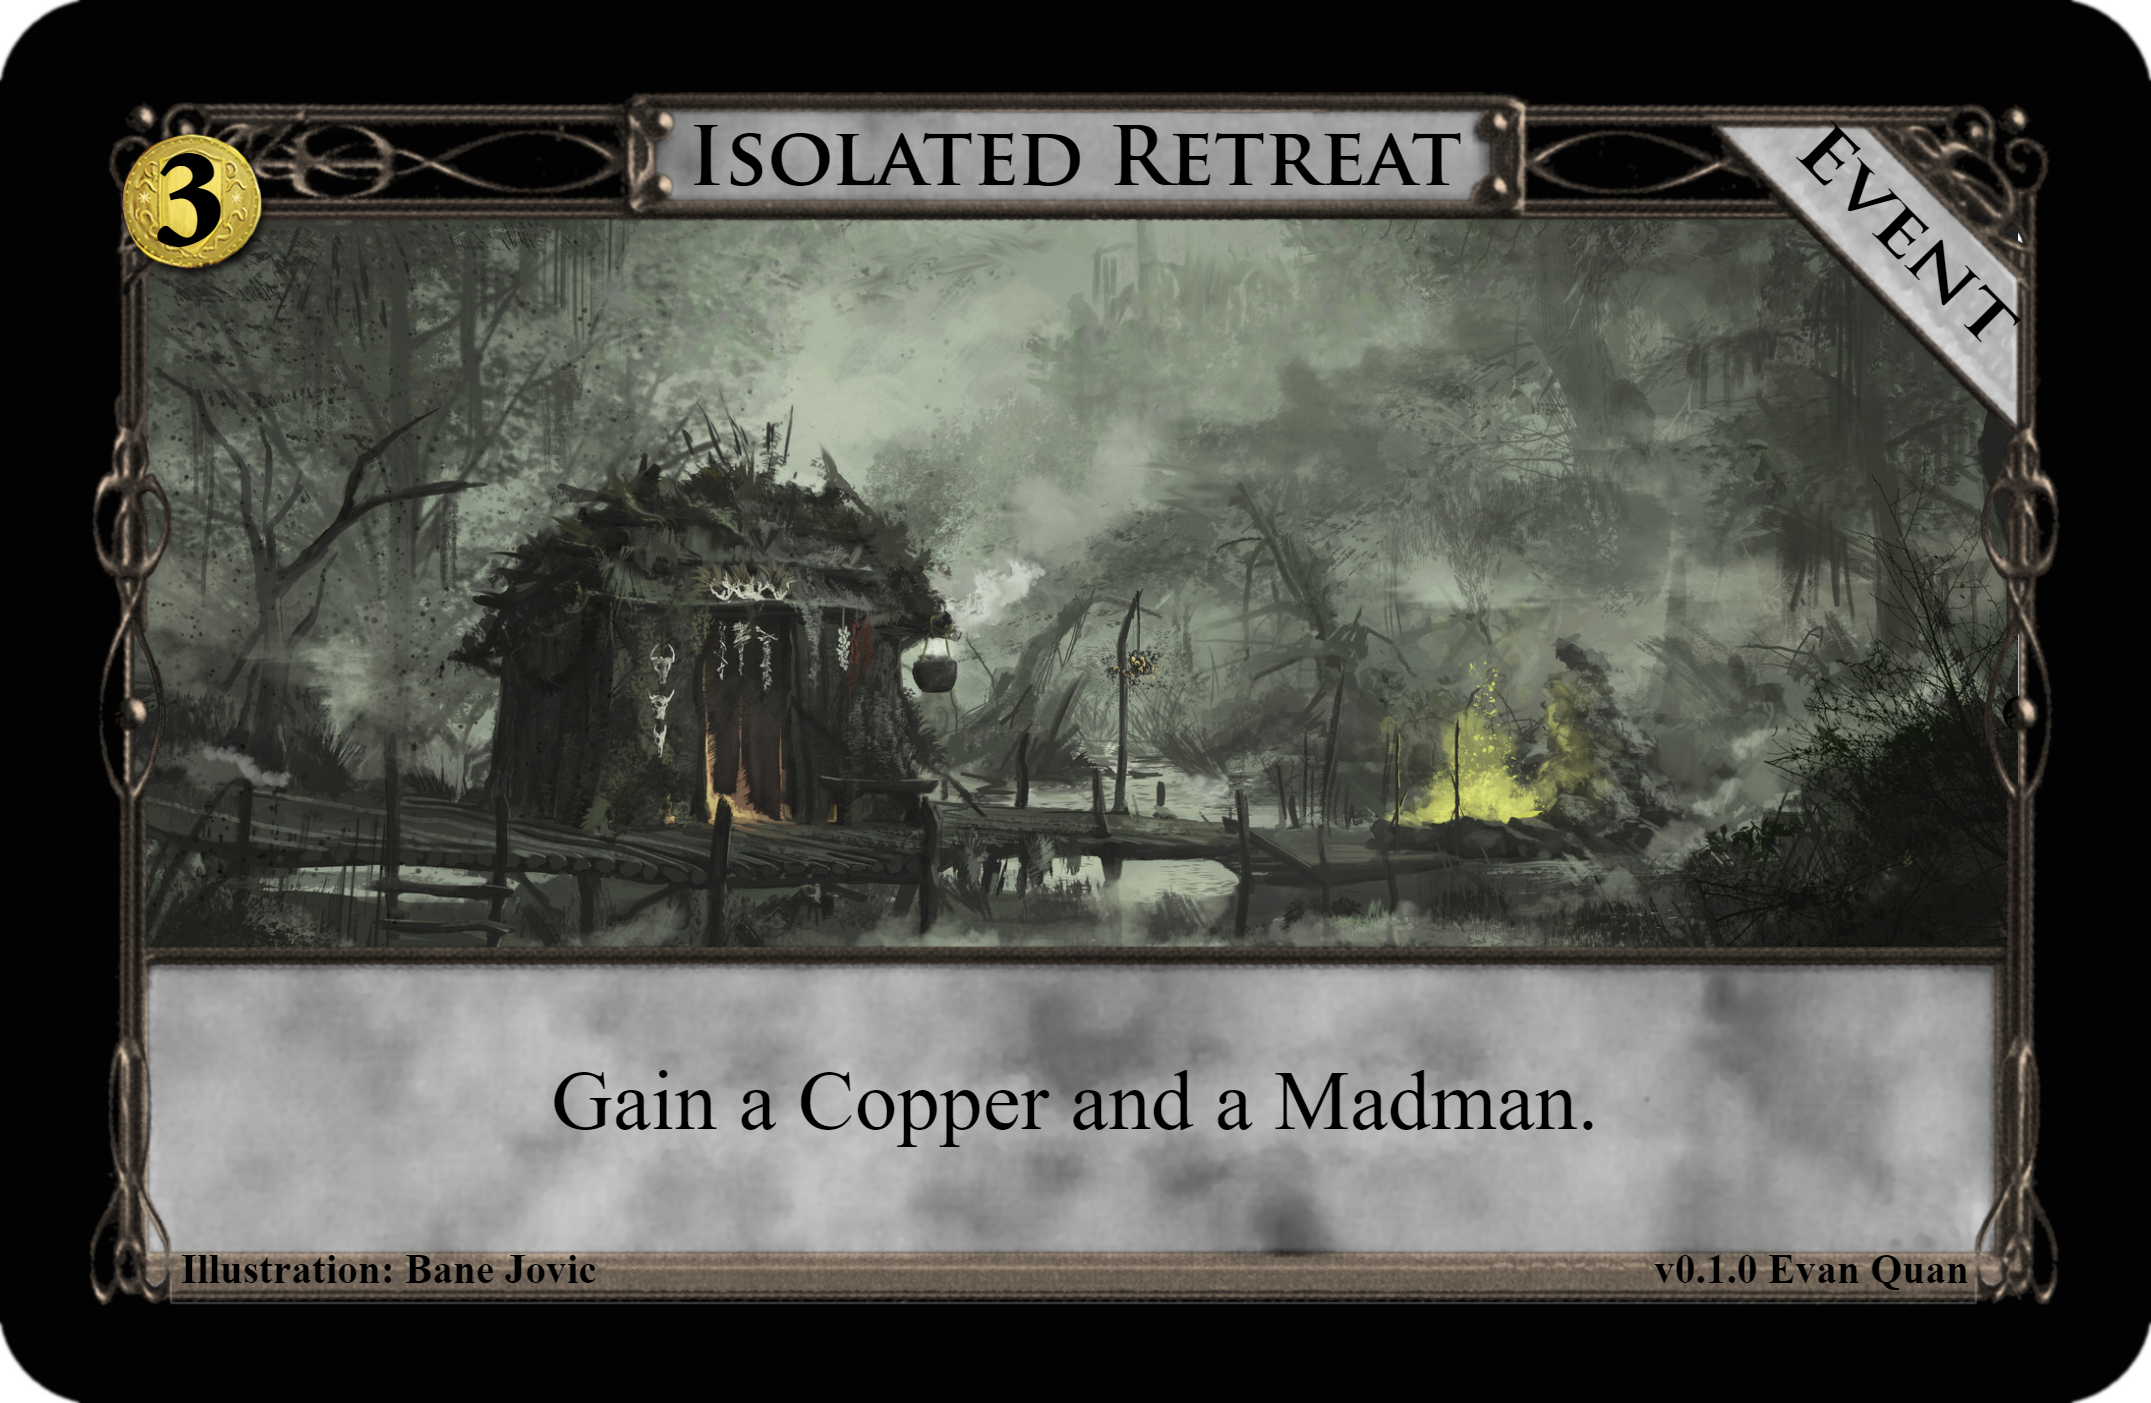 Isolated Retreat
3
Event
Gain a Copper and a Madman.
Illustration: Bane Jovic
v0.1.0 Evan Quan